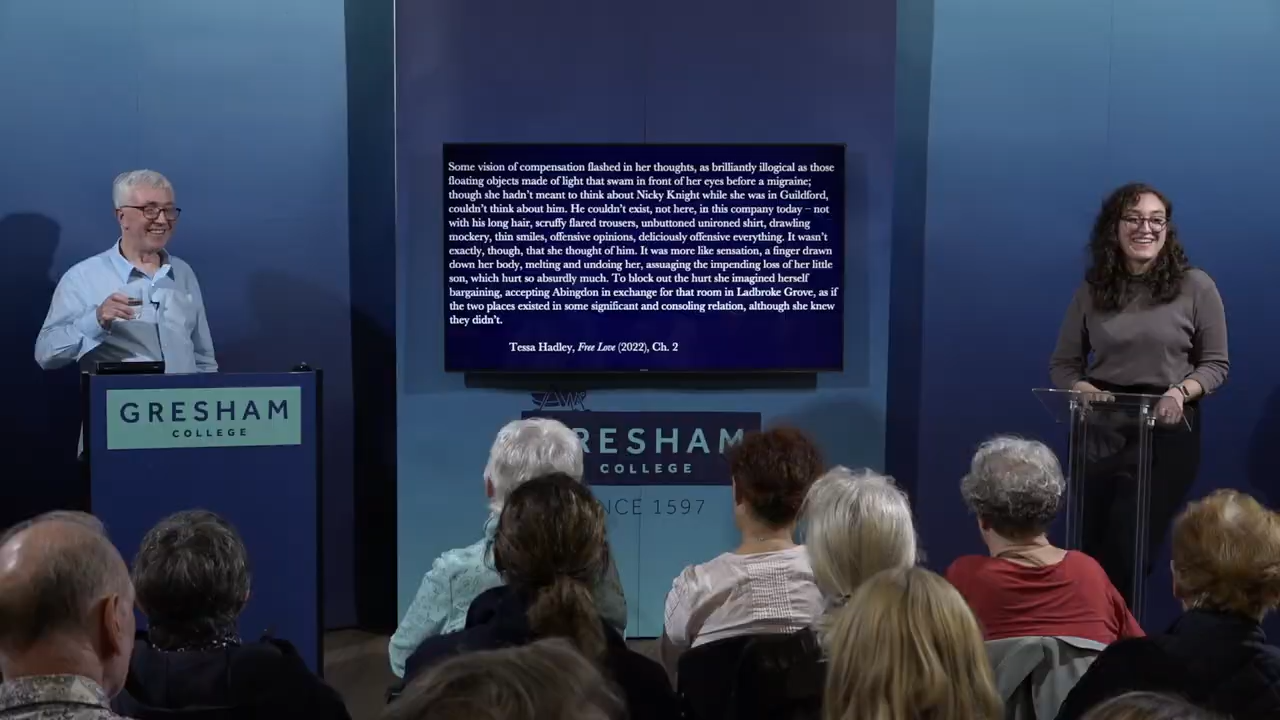 Some vision of compensation flashed in her thoughts, as brilliantly illogical as those
floating objects made of light that swam in front of her eyes before a migraine;
though she hadn't meant to think about Nicky Knight while she was in Guildford,
couldn't think about him. He couldn't exist, not here, in this company today – not
with his long hair, scruffy flared trousers, unbuttoned unironed shirt, drawling
mockery, thin smiles, offensive opinions, deliciously offensive everything. It wasn't
exactly, though, that she thought of him. It was more like sensation, a finger drawn
down her body, melting and undoing her, assuaging the impending loss of her little
son, which hurt so absurdly much. To block out the hurt she imagined herself
bargaining, accepting Abingdon in exchange for that room in Ladbroke Grove, as if
the two places existed in some significant and consoling relation, although she knew
they didn't.
Tessa Hadley, Free Love (2022), Ch. 2
GRESHAM
COLLEGE
RESHAM
COLLEGE
NCE 1597